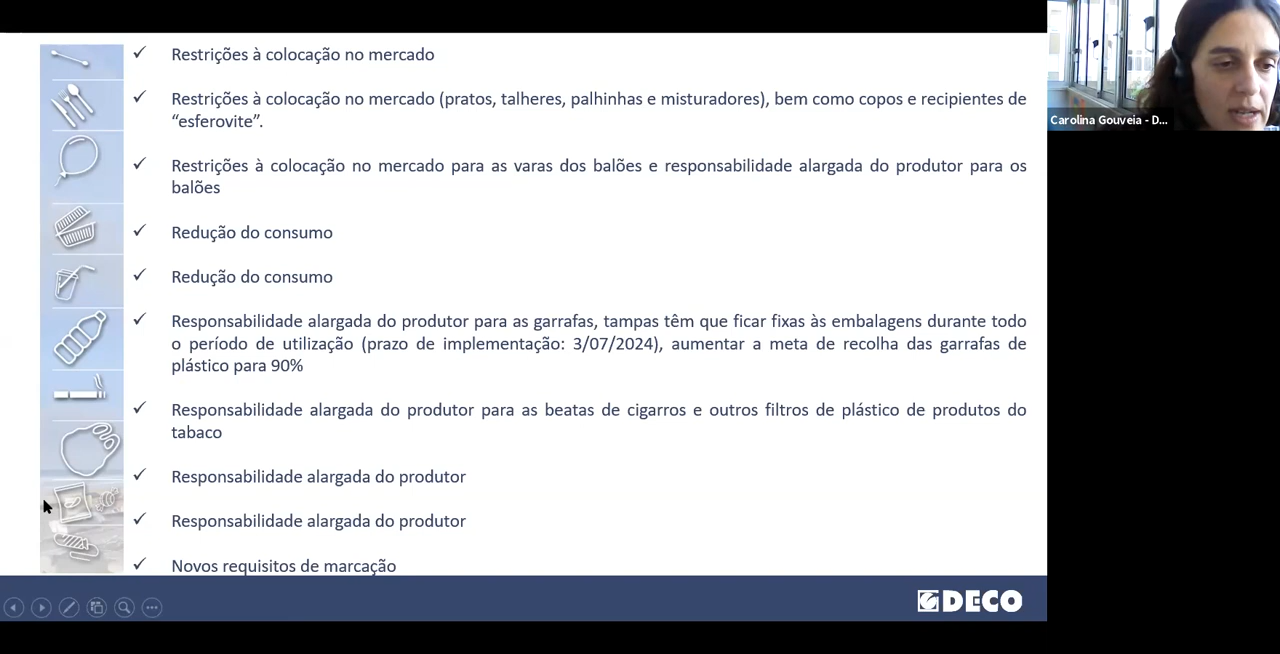 Restrições à colocação no mercado
Restrições à colocação no mercado (pratos, talheres, palhinhas e misturadores), bem como copos e recipientes de
“esferovite”.
Restrições à colocação no mercado para as varas dos balões e responsabilidade alargada do produtor para os
balões
Redução do consumo
Redução do consumo
Responsabilidade alargada do produtor para as garrafas, tampas têm que ficar fixas às embalagens durante todo
o período de utilização (prazo de implementação: 3/07/2024), aumentar a meta de recolha das garrafas de
plástico para 90%
Responsabilidade alargada do produtor para as beatas de cigarros e outros filtros de plástico de produtos do
tabaco
Responsabilidade alargada do produtor
Responsabilidade alargada do produtor
Novos requisitos de marcação
DECO
Carolina Gouveia - D...